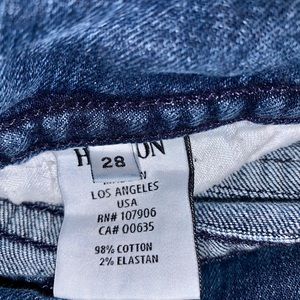 28
LOS ANGELES
USA
RN# 107906
CA# 00635
98% COTTON
2% ELASTAN